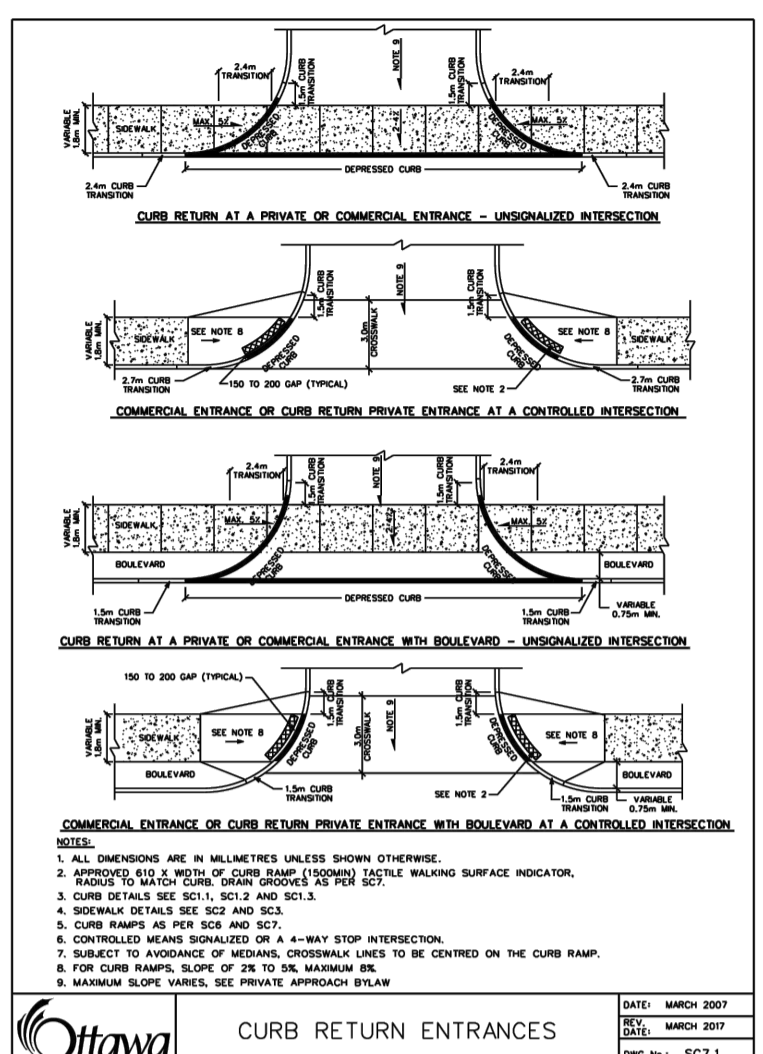 2.4m
TRANSITION
1.5m CURB
TRANSITION
NOTE 9
1.5m CURB
TRANSITION
2.4m
TRANSITION
VARIABLE
1.8m MIN.
SIDEWALK
MAX. 5%
DEPRESSED
CURB
2-4%
DEPRESSED
CURB
MAX. 5%
DEPRESSED CURB
2.4m CURB
TRANSITION
2.4m CURB
TRANSITION
CURB RETURN AT A PRIVATE OR COMMERCIAL ENTRANCE - UNSIGNALIZED INTERSECTION
1.5m CURB
TRANSITION
NOTE 9
1.5m CURB
TRANSITION
VARIABLE
1.8m MIN.
SIDEWALK
SEE NOTE 8
DEPRESSED
CURB
3.0m
CROSSWALK
DEPRESSED
CURB
SEE NOTE 8
SIDEWALK
2.7m CURB
TRANSITION
150 TO 200 GAP (TYPICAL)
SEE NOTE 2
2.7m CURB
TRANSITION
COMMERCIAL ENTRANCE OR CURB RETURN PRIVATE ENTRANCE AT A CONTROLLED INTERSECTION
2.4m
TRANSITION
1.5m CURB
TRANSITION
NOTE 9
1.5m CURB
TRANSITION
2.4m
TRANSITION
VARIABLE
1.8m MIN.
SIDEWALK
MAX. 5%
2-4%
MAX. 5%
BOULEVARD
DEPRESSED
CURB
DEPRESSED
CURB
BOULEVARD
DEPRESSED CURB
1.5m CURB
TRANSITION
1.5m CURB
TRANSITION
VARIABLE
0.75m MIN.
CURB RETURN AT A PRIVATE OR COMMERCIAL ENTRANCE WITH BOULEVARD - UNSIGNALIZED INTERSECTION
150 TO 200 GAP (TYPICAL)
1.5m CURB
TRANSITION
1.5m CURB
TRANSITION
VARIABLE
1.8m MIN.
SIDEWALK
SEE NOTE 8
DEPRESSED
CURB
3.0m
CROSSWALK
NOTE 9
DEPRESSED
CURB
SEE NOTE 8
BOULEVARD
BOULEVARD
1.5m CURB
TRANSITION
SEE NOTE 2
1.5m CURB
TRANSITION
VARIABLE
0.75m MIN.
COMMERCIAL ENTRANCE OR CURB RETURN PRIVATE ENTRANCE WITH BOULEVARD AT A CONTROLLED INTERSECTION
NOTES:
1. ALL DIMENSIONS ARE IN MILLIMETRES UNLESS SHOWN OTHERWISE.
2. APPROVED 610 X WIDTH OF CURB RAMP (1500MIN) TACTILE WALKING SURFACE INDICATOR,
RADIUS TO MATCH CURB. DRAIN GROOVES AS PER SC7.
3. CURB DETAILS SEE SC1.1, SC1.2 AND SC1.3.
4. SIDEWALK DETAILS SEE SC2 AND SC3.
5. CURB RAMPS AS PER SC6 AND SC7.
6. CONTROLLED MEANS SIGNALIZED OR A 4-WAY STOP INTERSECTION.
7. SUBJECT TO AVOIDANCE OF MEDIANS, CROSSWALK LINES TO BE CENTRED ON THE CURB RAMP.
8. FOR CURB RAMPS, SLOPE OF 2% TO 5%, MAXIMUM 8%.
9. MAXIMUM SLOPE VARIES, SEE PRIVATE APPROACH BYLAW
Ottawa
CURB RETURN ENTRANCES
DATE: MARCH 2007
REV. DATE: MARCH 2017
DWG. No.: SC7.1